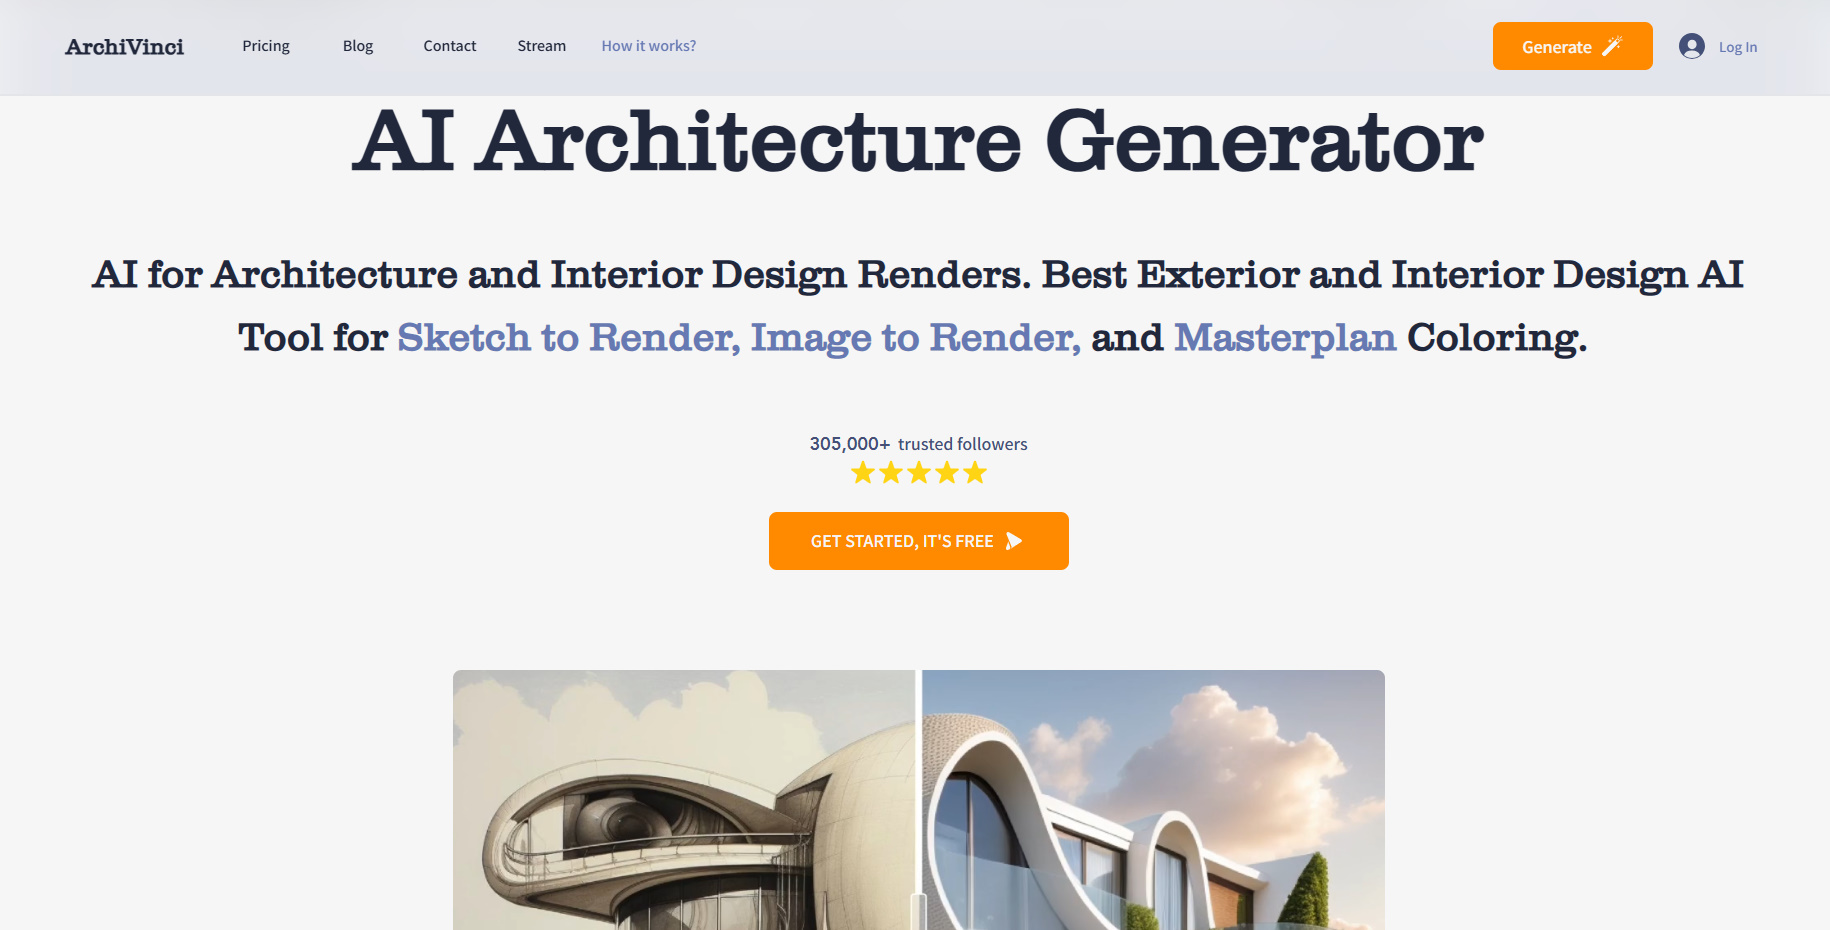 ArchiVinci
Pricing
Blog
Contact
Stream
How it works?
Generate
Log In
AI Architecture Generator
AI for Architecture and Interior Design Renders. Best Exterior and Interior Design AI
Tool for Sketch to Render, Image to Render, and Masterplan Coloring.
305,000+ trusted followers
GET STARTED, IT'S FREE